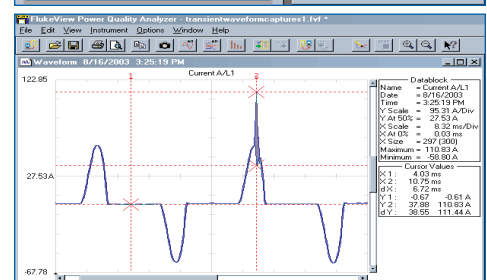 FlukeView Power Quality Analyzer - transientwaveformcaptures1.fvf *
File Edit View Instrument Options Window Help
Waveform 8/16/2003 3:25:19 PM
Current A/L1
122.85
1 2
27.53 A
-67.78
Datablock
Name = Current A/L1
Date = 8/16/2003
Time = 3:25:19 PM
Y Scale = 95.31 A/Div
Y At 50% = 27.53 A
X Scale = 8.32 ms/Div
X At 0% = 0.03 ms
X Size = 297 (300)
Maximum = 110.83 A
Minimum = -58.80 A
Cursor Values
X1: 4.03 ms
X2: 10.75 ms
dX: 6.72 ms
Y1: -0.67 -0.61 A
Y2: 37.88 110.83 A
dY: 38.55 111.44 A